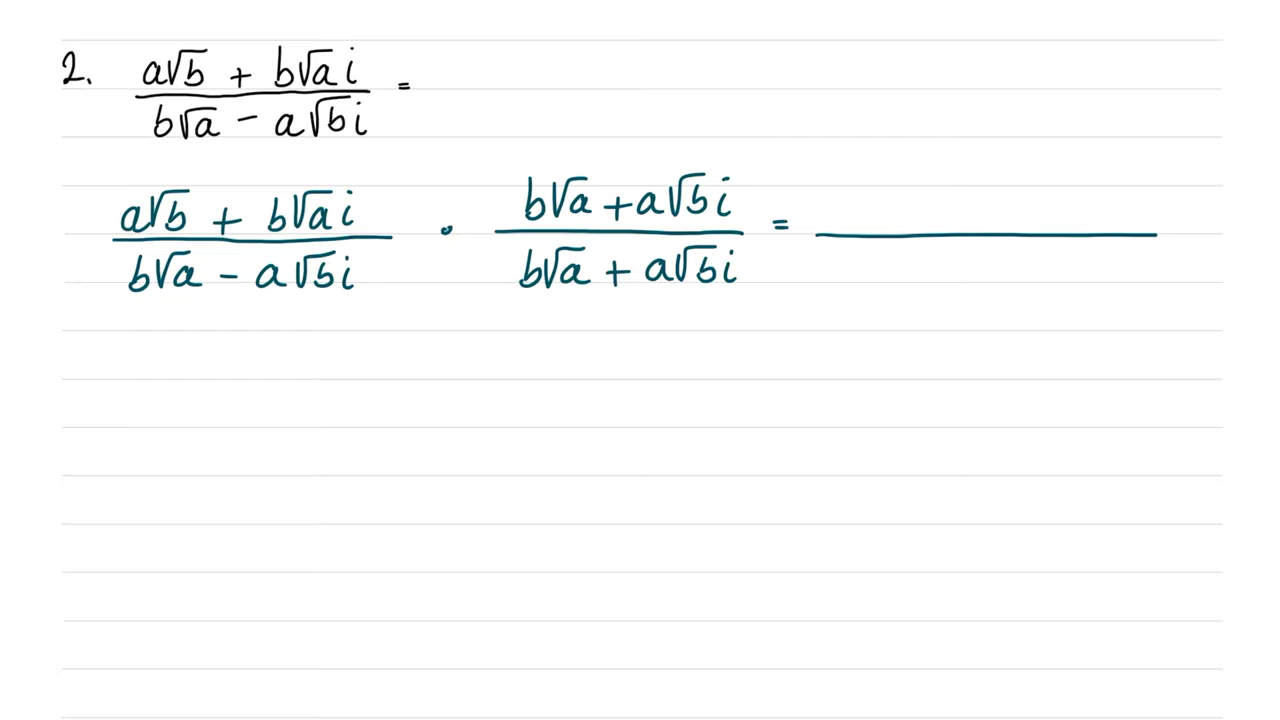 2. a√b + b√a i / b√a − a√b i =
a√b + b√a i / b√a − a√b i · b√a + a√b i / b√a + a√b i =